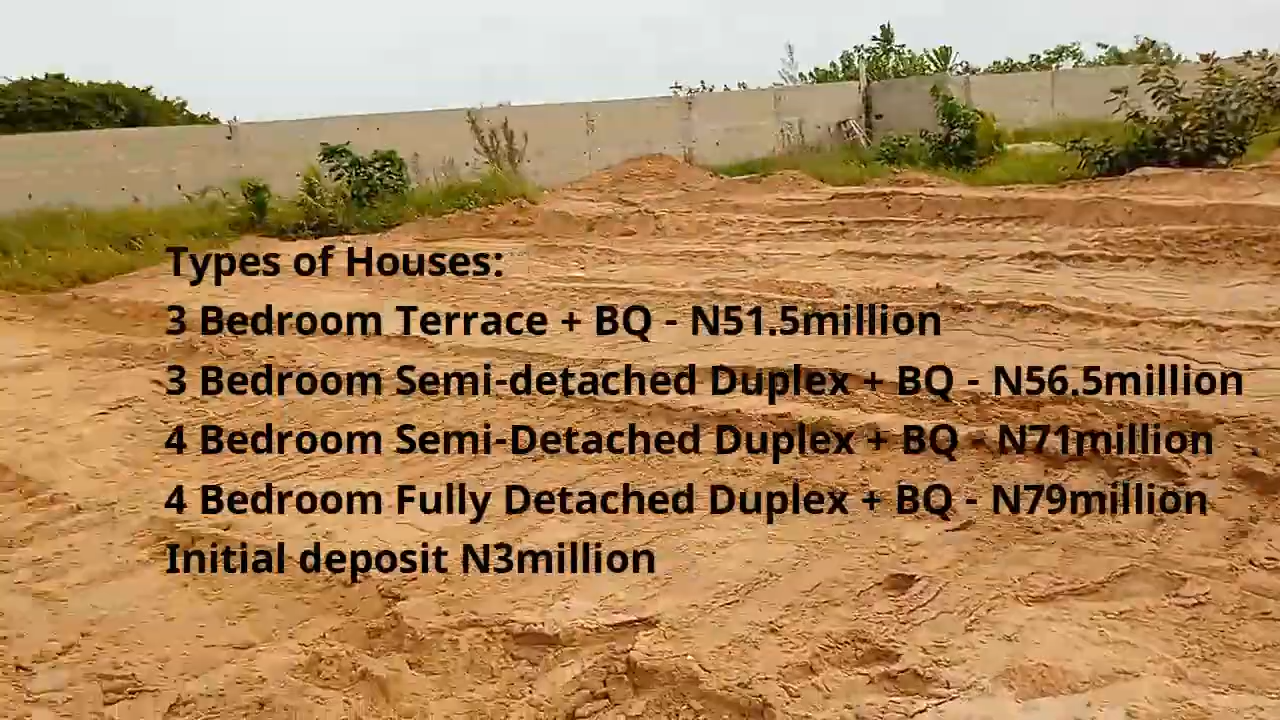 Types of Houses:
3 Bedroom Terrace + BQ - N51.5million
3 Bedroom Semi-detached Duplex + BQ - N56.5million
4 Bedroom Semi-Detached Duplex + BQ - N71million
4 Bedroom Fully Detached Duplex + BQ - N79million
Initial deposit N3million